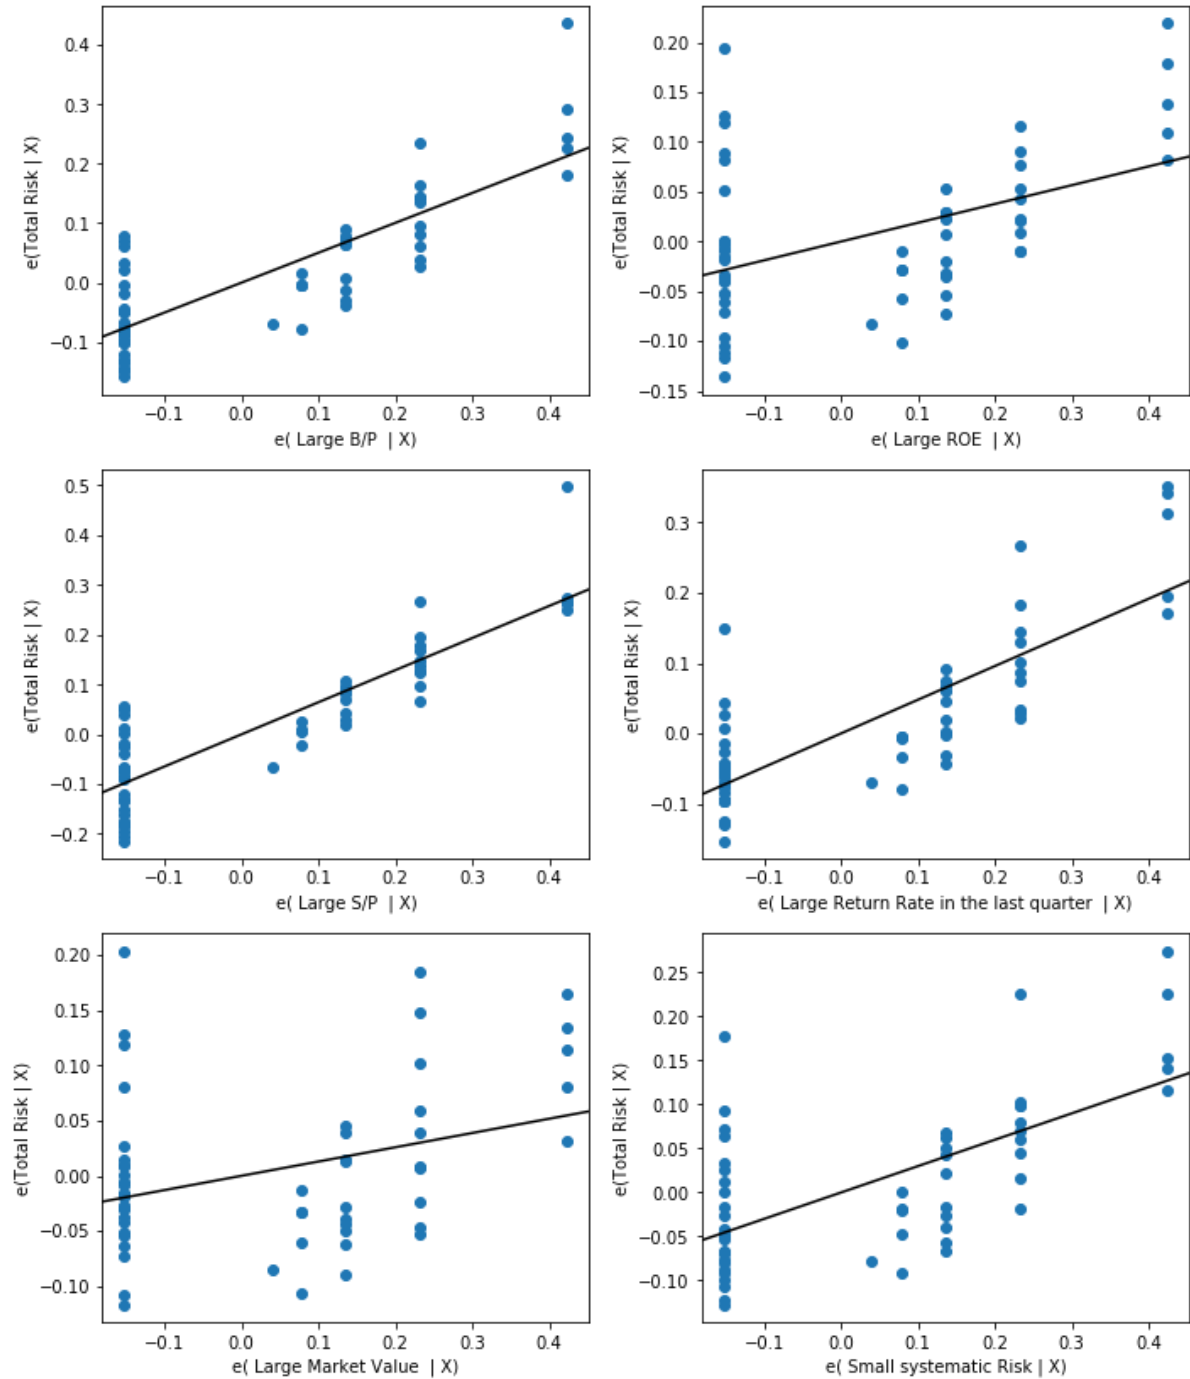 0.4
0.3
0.2
0.1
0.0
−0.1
e(Total Risk | X)
−0.1 0.0 0.1 0.2 0.3 0.4
e( Large B/P | X)
0.20
0.15
0.10
0.05
0.00
−0.05
−0.10
−0.15
e(Total Risk | X)
−0.1 0.0 0.1 0.2 0.3 0.4
e( Large ROE | X)
0.5
0.4
0.3
0.2
0.1
0.0
−0.1
−0.2
e(Total Risk | X)
−0.1 0.0 0.1 0.2 0.3 0.4
e( Large S/P | X)
0.3
0.2
0.1
0.0
−0.1
e(Total Risk | X)
−0.1 0.0 0.1 0.2 0.3 0.4
e( Large Return Rate in the last quarter | X)
0.20
0.15
0.10
0.05
0.00
−0.05
−0.10
e(Total Risk | X)
−0.1 0.0 0.1 0.2 0.3 0.4
e( Large Market Value | X)
0.25
0.20
0.15
0.10
0.05
0.00
−0.05
−0.10
e(Total Risk | X)
−0.1 0.0 0.1 0.2 0.3 0.4
e( Small systematic Risk | X)